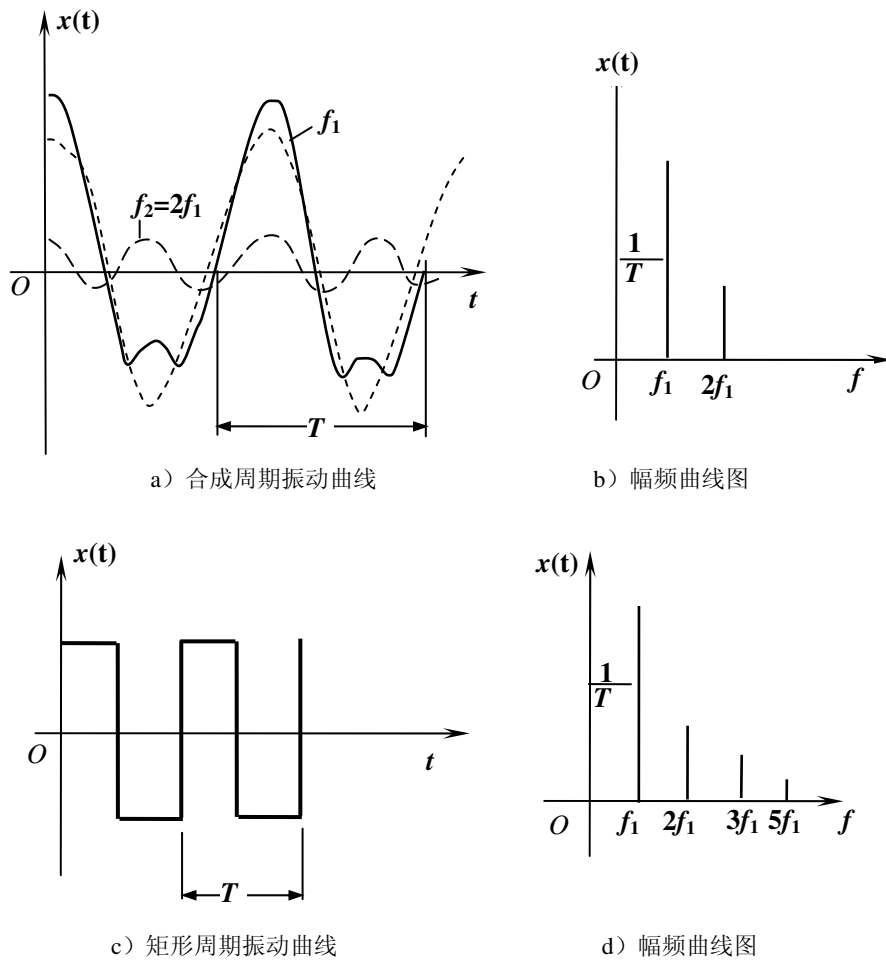 x(t)
f₁
f₂=2f₁
O
t
T
a）合成周期振动曲线
x(t)
1
T
O
f₁
2f₁
f
b）幅频曲线图
x(t)
O
t
T
c）矩形周期振动曲线
x(t)
1
T
O
f₁
2f₁
3f₁
5f₁
f
d）幅频曲线图